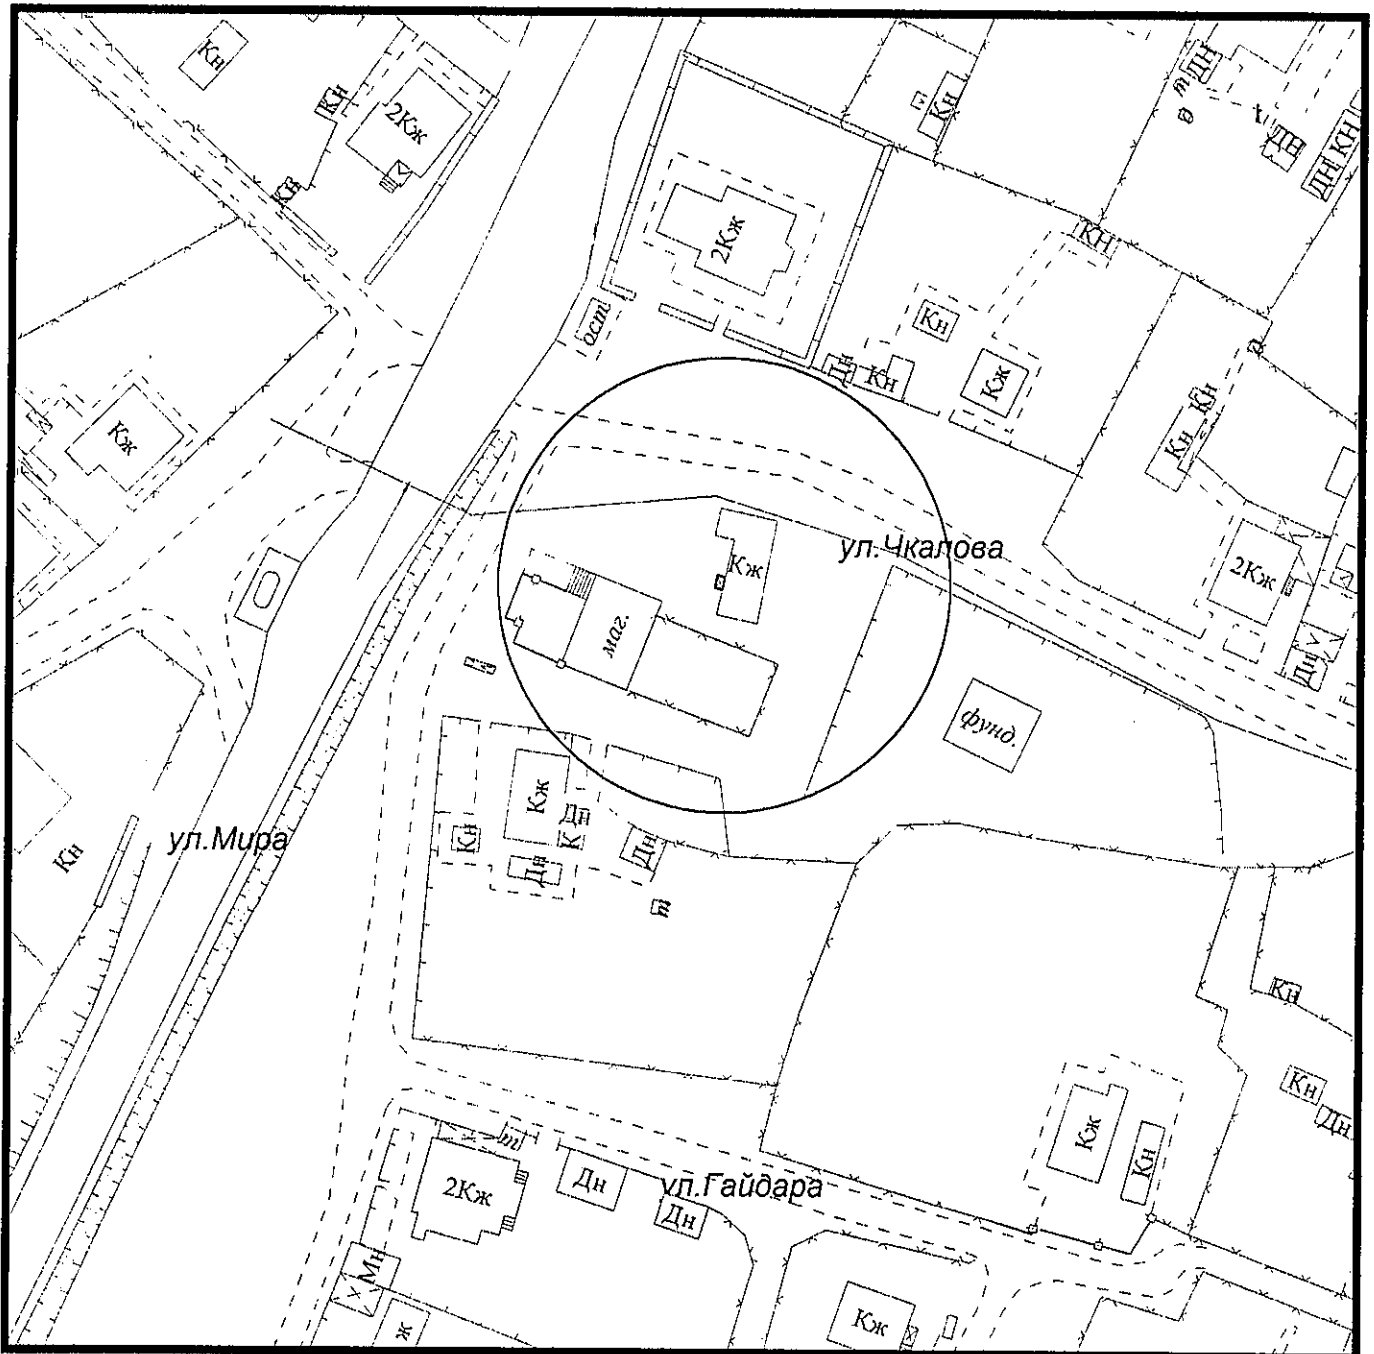 Кн
Кн
2Кж
Кн
Кн
ДН
т
ДН
КН
ДН
2Кж
КН
ост
Кн
Дн
Кн
Кж
Кн
Кн
Кж
ул.Чкалова
Кж
2Кж
маг.
Дн
фунд.
Кж
Дн
К
ул.Мира
Кн
Кн
Дн
Дн
п
Кн
Кн
Дн
Кж
Кн
т
2Кж
Дн
ул.Гайдара
Дн
Мн
Кж
ж